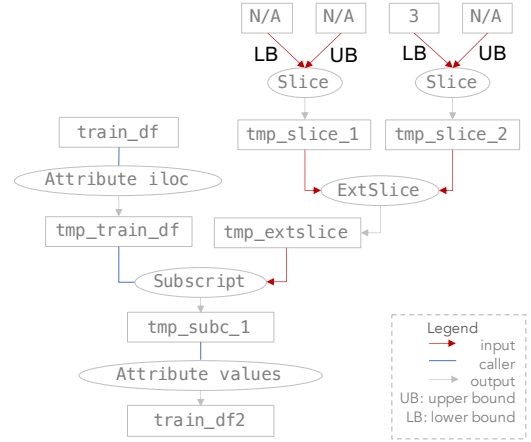 N/A N/A 3 N/A
LB UB LB UB
Slice Slice
train_df tmp_slice_1 tmp_slice_2
Attribute iloc ExtSlice
tmp_train_df tmp_extslice
Subscript
tmp_subc_1
Attribute values
train_df2
Legend
input
caller
output
UB: upper bound
LB: lower bound